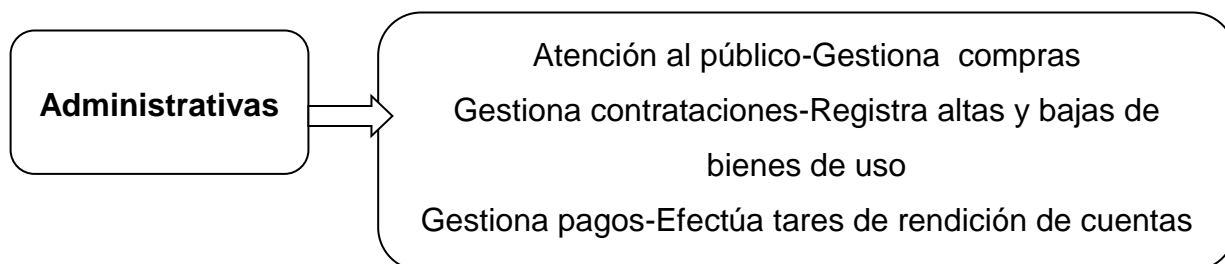 Administrativas
Atención al público-Gestiona compras
Gestiona contrataciones-Registra altas y bajas de
bienes de uso
Gestiona pagos-Efectúa tares de rendición de cuentas